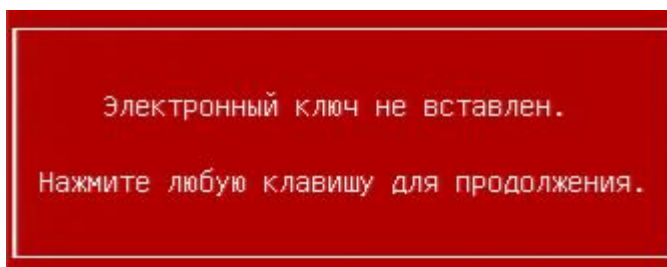 Электронный ключ не вставлен.
Нажмите любую клавишу для продолжения.